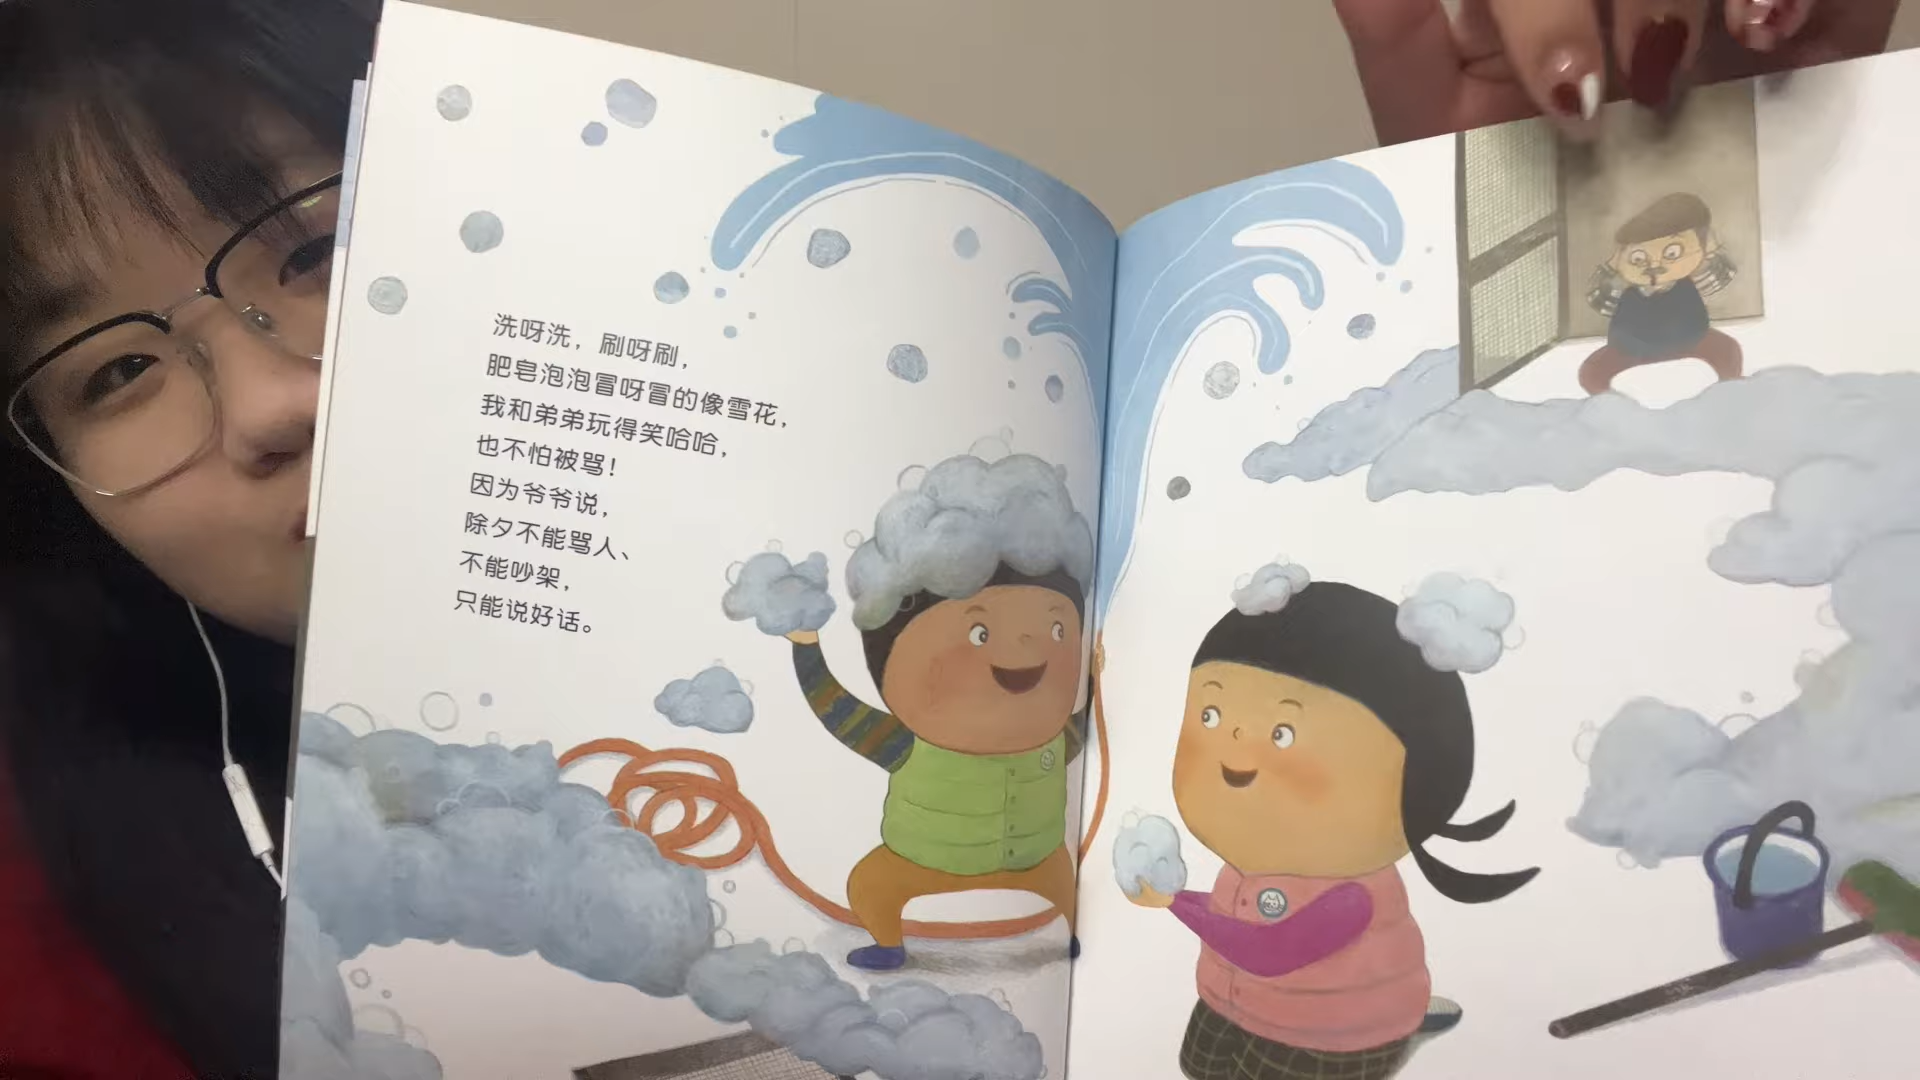 洗呀洗，刷呀刷，
肥皂泡泡冒呀冒的像雪花，
我和弟弟玩得笑哈哈，
也不怕被骂！
因为爷爷说，
除夕不能骂人、
不能吵架，
只能说好话。